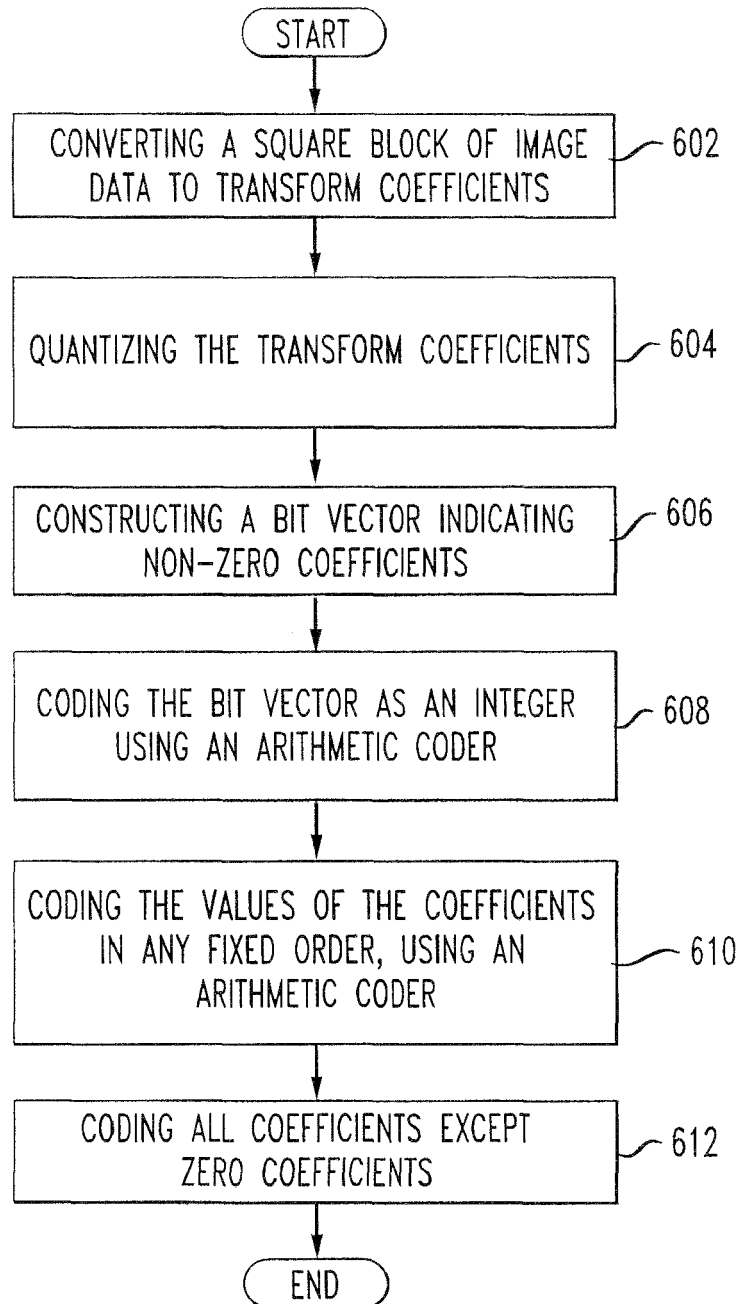 START
CONVERTING A SQUARE BLOCK OF IMAGE
DATA TO TRANSFORM COEFFICIENTS
602
QUANTIZING THE TRANSFORM COEFFICIENTS
604
CONSTRUCTING A BIT VECTOR INDICATING
NON-ZERO COEFFICIENTS
606
CODING THE BIT VECTOR AS AN INTEGER
USING AN ARITHMETIC CODER
608
CODING THE VALUES OF THE COEFFICIENTS
IN ANY FIXED ORDER, USING AN
ARITHMETIC CODER
610
CODING ALL COEFFICIENTS EXCEPT
ZERO COEFFICIENTS
612
END